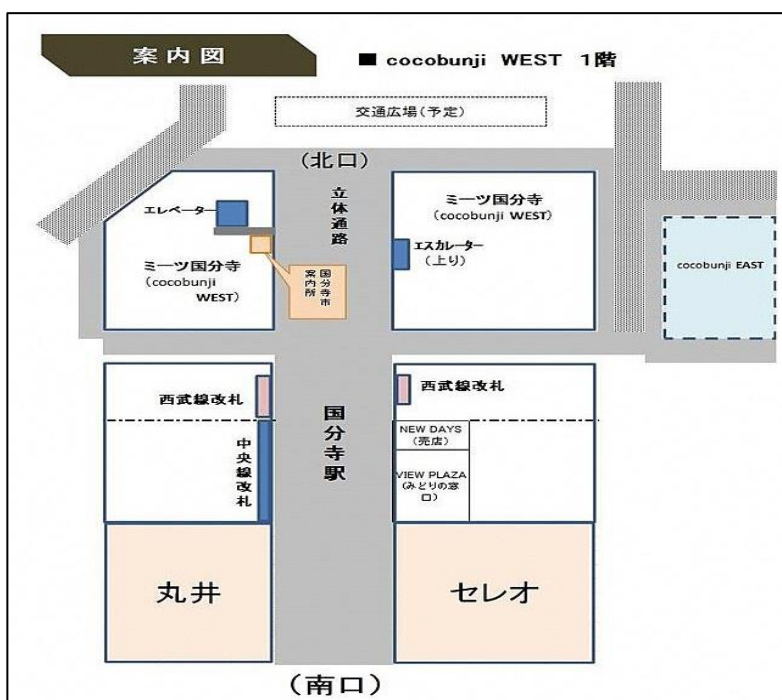 案内図
■ cocobunji WEST 1階
交通広場(予定)
(北口)
立体通路
エレベーター
ミーツ国分寺
(cocobunji
WEST)
国分寺市
案内所
ミーツ国分寺
(cocobunji WEST)
エスカレーター
(上り)
cocobunji EAST
西武線改札
西武線改札
国分寺駅
中央線改札
NEW DAYS
(売店)
VIEW PLAZA
(みどりの窓
口)
丸井
セレオ
(南口)